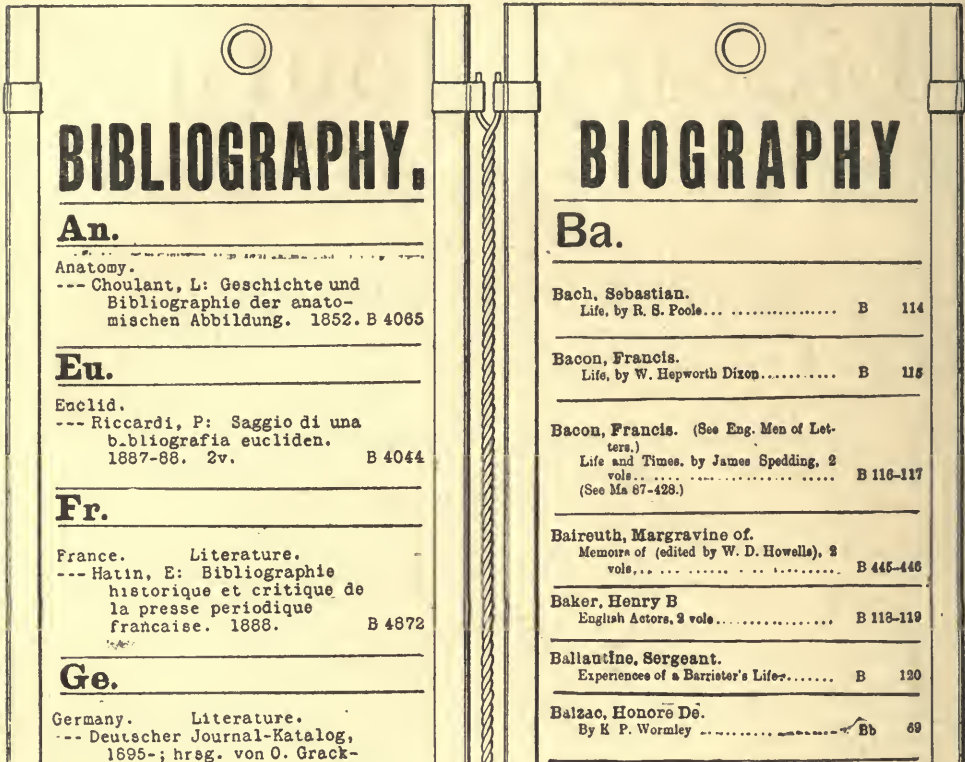 BIBLIOGRAPHY.
An.
Anatomy.
--- Choulant, L: Geschichte und
Bibliographie der anato-
mischen Abbildung. 1852. B 4065
Eu.
Euclid.
--- Riccardi, P: Saggio di una
b.bliografia eucliden.
1887-88. 2v. B 4044
Fr.
France. Literature.
--- Hatin, E: Bibliographie
historique et critique de
la presse periodique
francaise. 1888. B 4872
Ge.
Germany. Literature.
--- Deutscher Journal-Katalog,
1895-; hrsg. von O. Grack-
BIOGRAPHY
Ba.
Bach, Sebastian.
Life, by R. S. Poole... ................ B 114
Bacon, Francis.
Life, by W. Hepworth Dixon........... B 115
Bacon, Francis. (See Eng. Men of Let-
ters.)
Life and Times, by James Spedding, 2
vols.. .... .... ................ ..... B 116-117
(See Ma 87-428.)
Baireuth, Margravine of.
Memoirs of (edited by W. D. Howells), 2
vols,.. .... ...... .. .......... B 445-446
Baker, Henry B
English Actors, 2 vols................. B 118-119
Ballantine, Sergeant.
Experiences of a Barrister's Life........ B 120
Balzac, Honore De.
By K P. Wormley .................... Bb 69